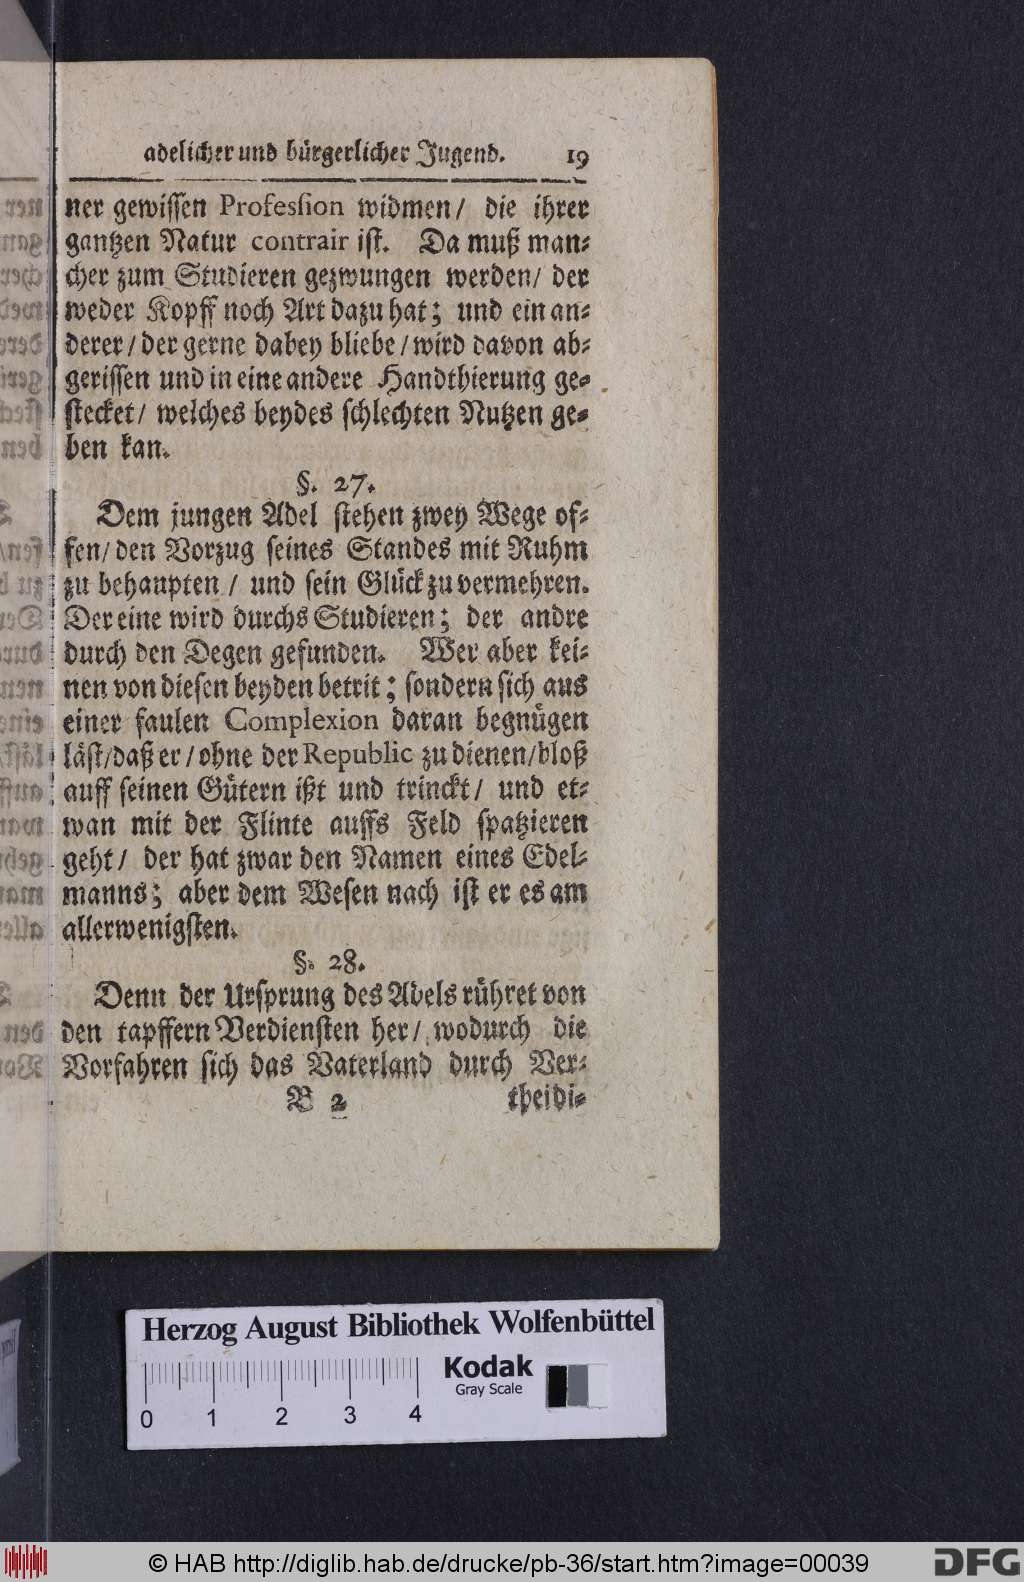 adelicher und bürgerlicher Jugend. 19
ner gewissen Profession widmen/ die ihrer
gantzen Natur contrair ist. Da muß man-
cher zum Studieren gezwungen werden/ der
weder Kopff noch Art dazu hat; und ein an-
derer/ der gerne dabey bliebe/ wird davon ab-
gerissen und in eine andere Handthierung ge-
stecket/ welches beydes schlechten Nutzen ge-
ben kan.
§. 27.
Dem jungen Adel stehen zwey Wege of-
fen/ den Vorzug seines Standes mit Ruhm
zu behaupten/ und sein Glück zu vermehren.
Der eine wird durchs Studieren; der andre
durch den Degen gefunden. Wer aber kei-
nen von diesen beyden betrit; sondern sich aus
einer faulen Complexion daran begnügen
läst/ daß er/ ohne der Republic zu dienen/ bloß
auff seinen Gütern ißt und trinckt/ und et-
wan mit der Flinte auffs Feld spatzieren
geht/ der hat zwar den Namen eines Edel-
manns; aber dem Wesen nach ist er es am
allerwenigsten.
§. 28.
Denn der Ursprung des Adels rühret von
den tapffern Verdiensten her/ wodurch die
Vorfahren sich das Vaterland durch Ver-
B 2 theidi-
Herzog August Bibliothek Wolfenbüttel
Kodak
Gray Scale
0 1 2 3 4
© HAB http://diglib.hab.de/drucke/pb-36/start.htm?image=00039
DFG